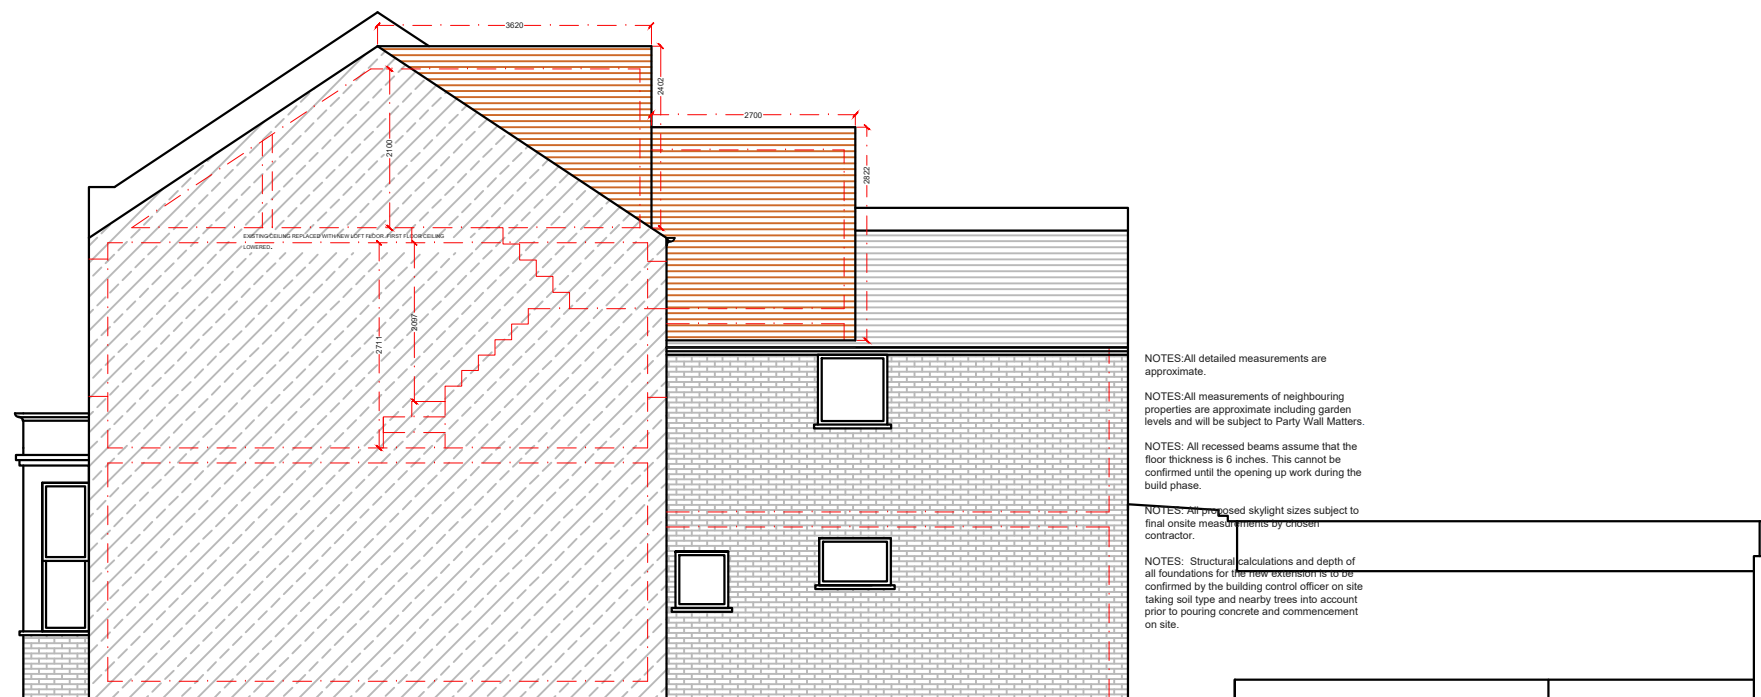 3620
2402
2700
2100
2822
EXISTING CEILING REPLACED WITH NEW LOFT FLOOR. FIRST FLOOR CEILING
LOWERED.
2097
2711
NOTES:All detailed measurements are
approximate.
NOTES:All measurements of neighbouring
properties are approximate including garden
levels and will be subject to Party Wall Matters.
NOTES: All recessed beams assume that the
floor thickness is 6 inches. This cannot be
confirmed until the opening up work during the
build phase.
NOTES: All proposed skylight sizes subject to
final onsite measurements by chosen
contractor.
NOTES: Structural calculations and depth of
all foundations for the new extension is to be
confirmed by the building control officer on site
taking soil type and nearby trees into account
prior to pouring concrete and commencement
on site.